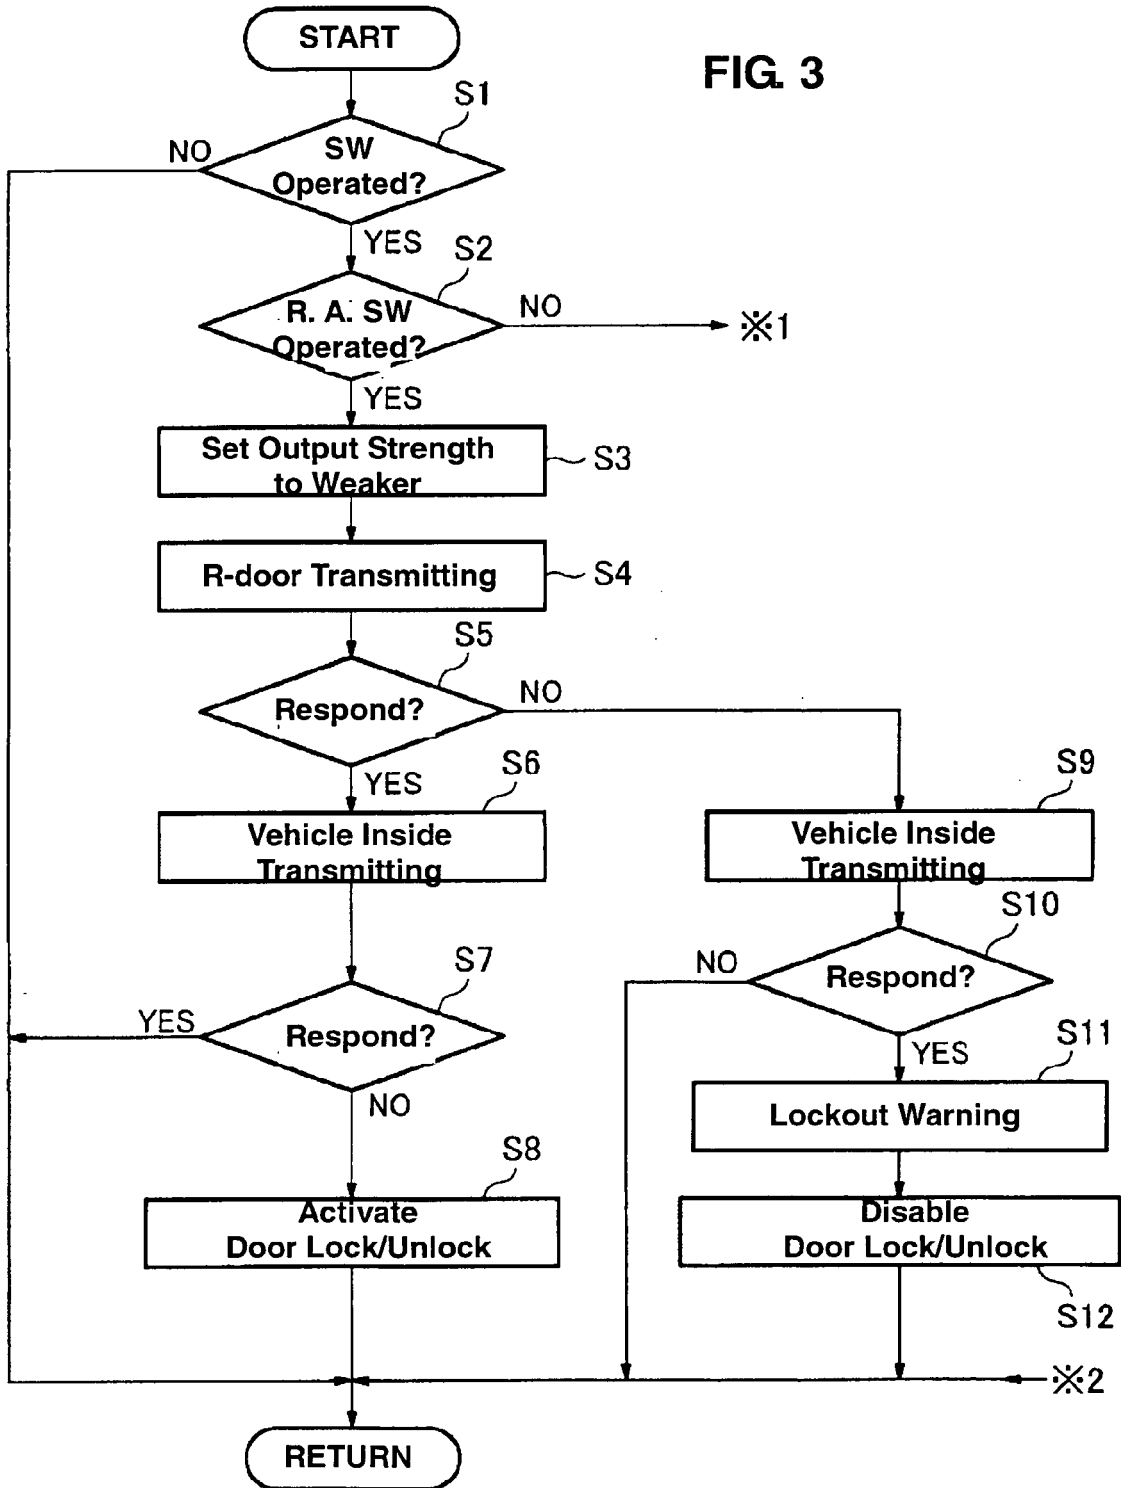 START
FIG. 3
S1
NO
SW
Operated?
YES
S2
R. A. SW
Operated?
NO
※1
YES
Set Output Strength
to Weaker
S3
R-door Transmitting
S4
S5
Respond?
NO
YES
S6
Vehicle Inside
Transmitting
S9
Vehicle Inside
Transmitting
S7
YES
Respond?
NO
S10
NO
Respond?
YES
S11
Lockout Warning
S8
Activate
Door Lock/Unlock
Disable
Door Lock/Unlock
S12
※2
RETURN